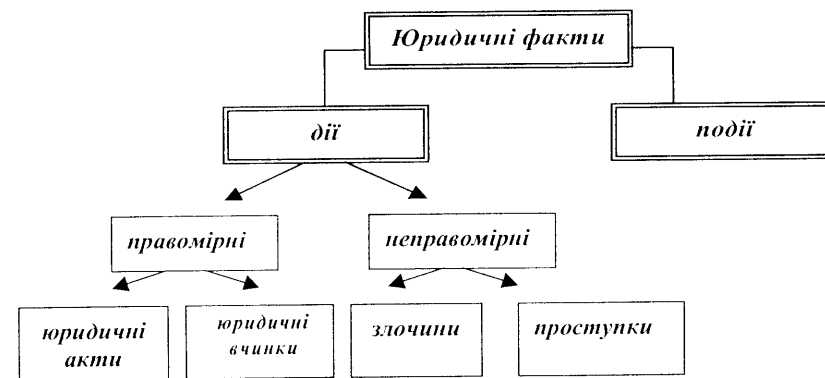 Юридичні факти
дії
події
правомірні
неправомірні
юридичні
акти
юридичні
вчинки
злочини
проступки